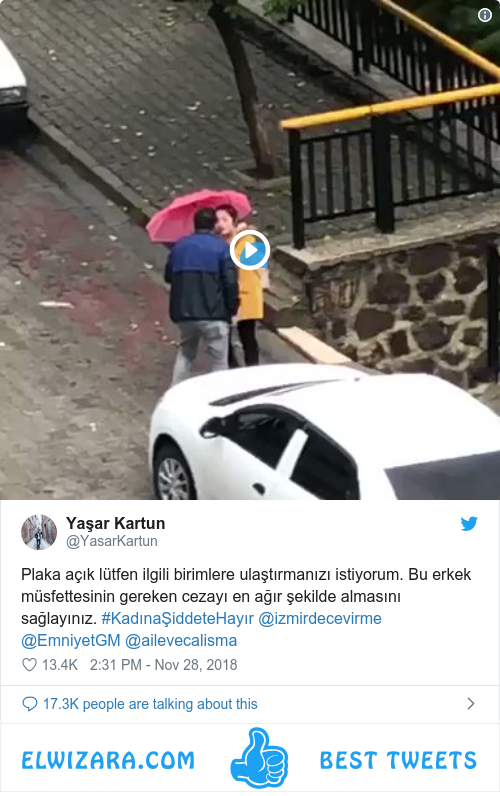 Yaşar Kartun
@YasarKartun
Plaka açık lütfen ilgili birimlere ulaştırmanızı istiyorum. Bu erkek
müsfettesinin gereken cezayı en ağır şekilde almasını
sağlayınız. #KadınaŞiddeteHayır @izmirdecevirme
@EmniyetGM @ailevecalisma
13.4K 2:31 PM - Nov 28, 2018
17.3K people are talking about this
ELWIZARA.COM BEST TWEETS